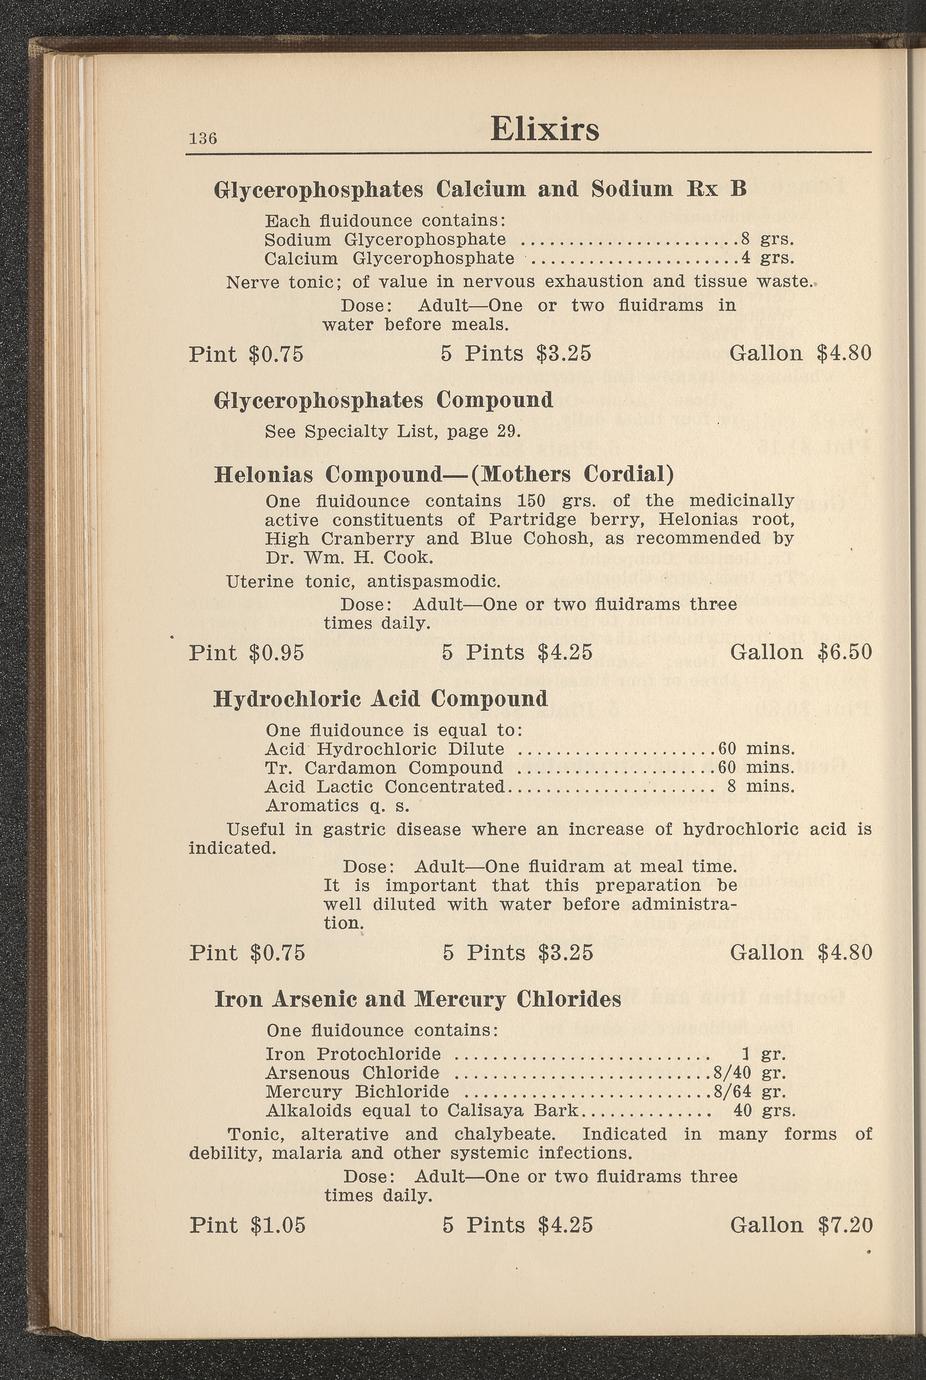 136
Elixirs
Glycerophosphates Calcium and Sodium Rx B
Each fluidounce contains:
Sodium Glycerophosphate ......................8 grs.
Calcium Glycerophosphate .....................4 grs.
Nerve tonic; of value in nervous exhaustion and tissue waste.
Dose: Adult—One or two fluidrams in
water before meals.
Pint $0.75 5 Pints $3.25 Gallon $4.80
Glycerophosphates Compound
See Specialty List, page 29.
Helonias Compound—(Mothers Cordial)
One fluidounce contains 150 grs. of the medicinally
active constituents of Partridge berry, Helonias root,
High Cranberry and Blue Cohosh, as recommended by
Dr. Wm. H. Cook.
Uterine tonic, antispasmodic.
Dose: Adult—One or two fluidrams three
times daily.
Pint $0.95 5 Pints $4.25 Gallon $6.50
Hydrochloric Acid Compound
One fluidounce is equal to:
Acid Hydrochloric Dilute ....................60 mins.
Tr. Cardamon Compound ....................60 mins.
Acid Lactic Concentrated..................... 8 mins.
Aromatics q. s.
Useful in gastric disease where an increase of hydrochloric acid is
indicated.
Dose: Adult—One fluidram at meal time.
It is important that this preparation be
well diluted with water before administra-
tion.
Pint $0.75 5 Pints $3.25 Gallon $4.80
Iron Arsenic and Mercury Chlorides
One fluidounce contains:
Iron Protochloride .......................... 1 gr.
Arsenous Chloride ..........................8/40 gr.
Mercury Bichloride .........................8/64 gr.
Alkaloids equal to Calisaya Bark............. 40 grs.
Tonic, alterative and chalybeate. Indicated in many forms of
debility, malaria and other systemic infections.
Dose: Adult—One or two fluidrams three
times daily.
Pint $1.05 5 Pints $4.25 Gallon $7.20